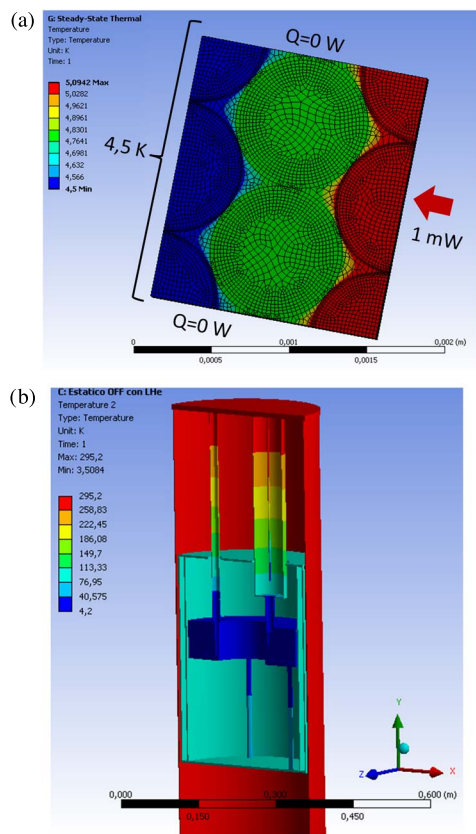 (a)
G: Steady-State Thermal
Temperature
Type: Temperature
Unit: K
Time: 1
5,0942 Max
5,0282
4,9621
4,8961
4,8301
4,7641
4,6981
4,632
4,566
4,5 Min
Q=0 W
4,5 K
1 mW
Q=0 W
0
0,001
0,002 (m)
0,0005
0,0015
(b)
C: Estatico OFF con LHe
Temperature 2
Type: Temperature
Unit: K
Time: 1
Max: 295,2
Min: 3,5084
295,2
258,83
222,45
186,08
149,7
113,33
76,95
40,575
4,2
Y
Z
X
0,000
0,300
0,600 (m)
0,150
0,450